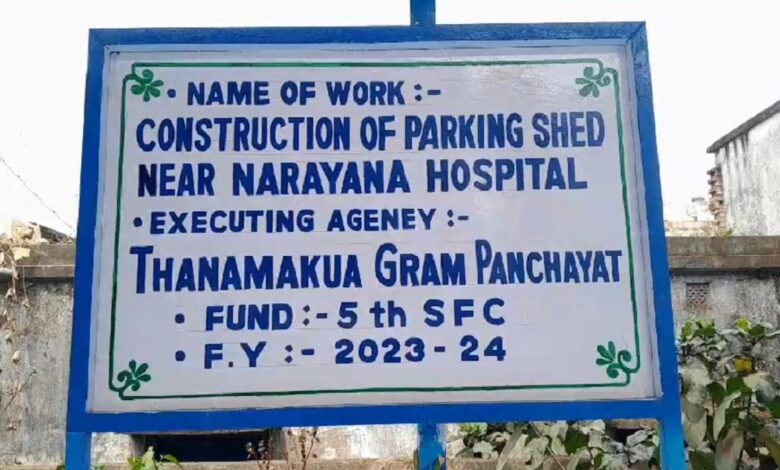 • NAME OF WORK :-
CONSTRUCTION OF PARKING SHED
NEAR NARAYANA HOSPITAL
• EXECUTING AGENEY :-
THANAMAKUA GRAM PANCHAYAT
• FUND :- 5 th SFC
• F.Y :- 2023-24